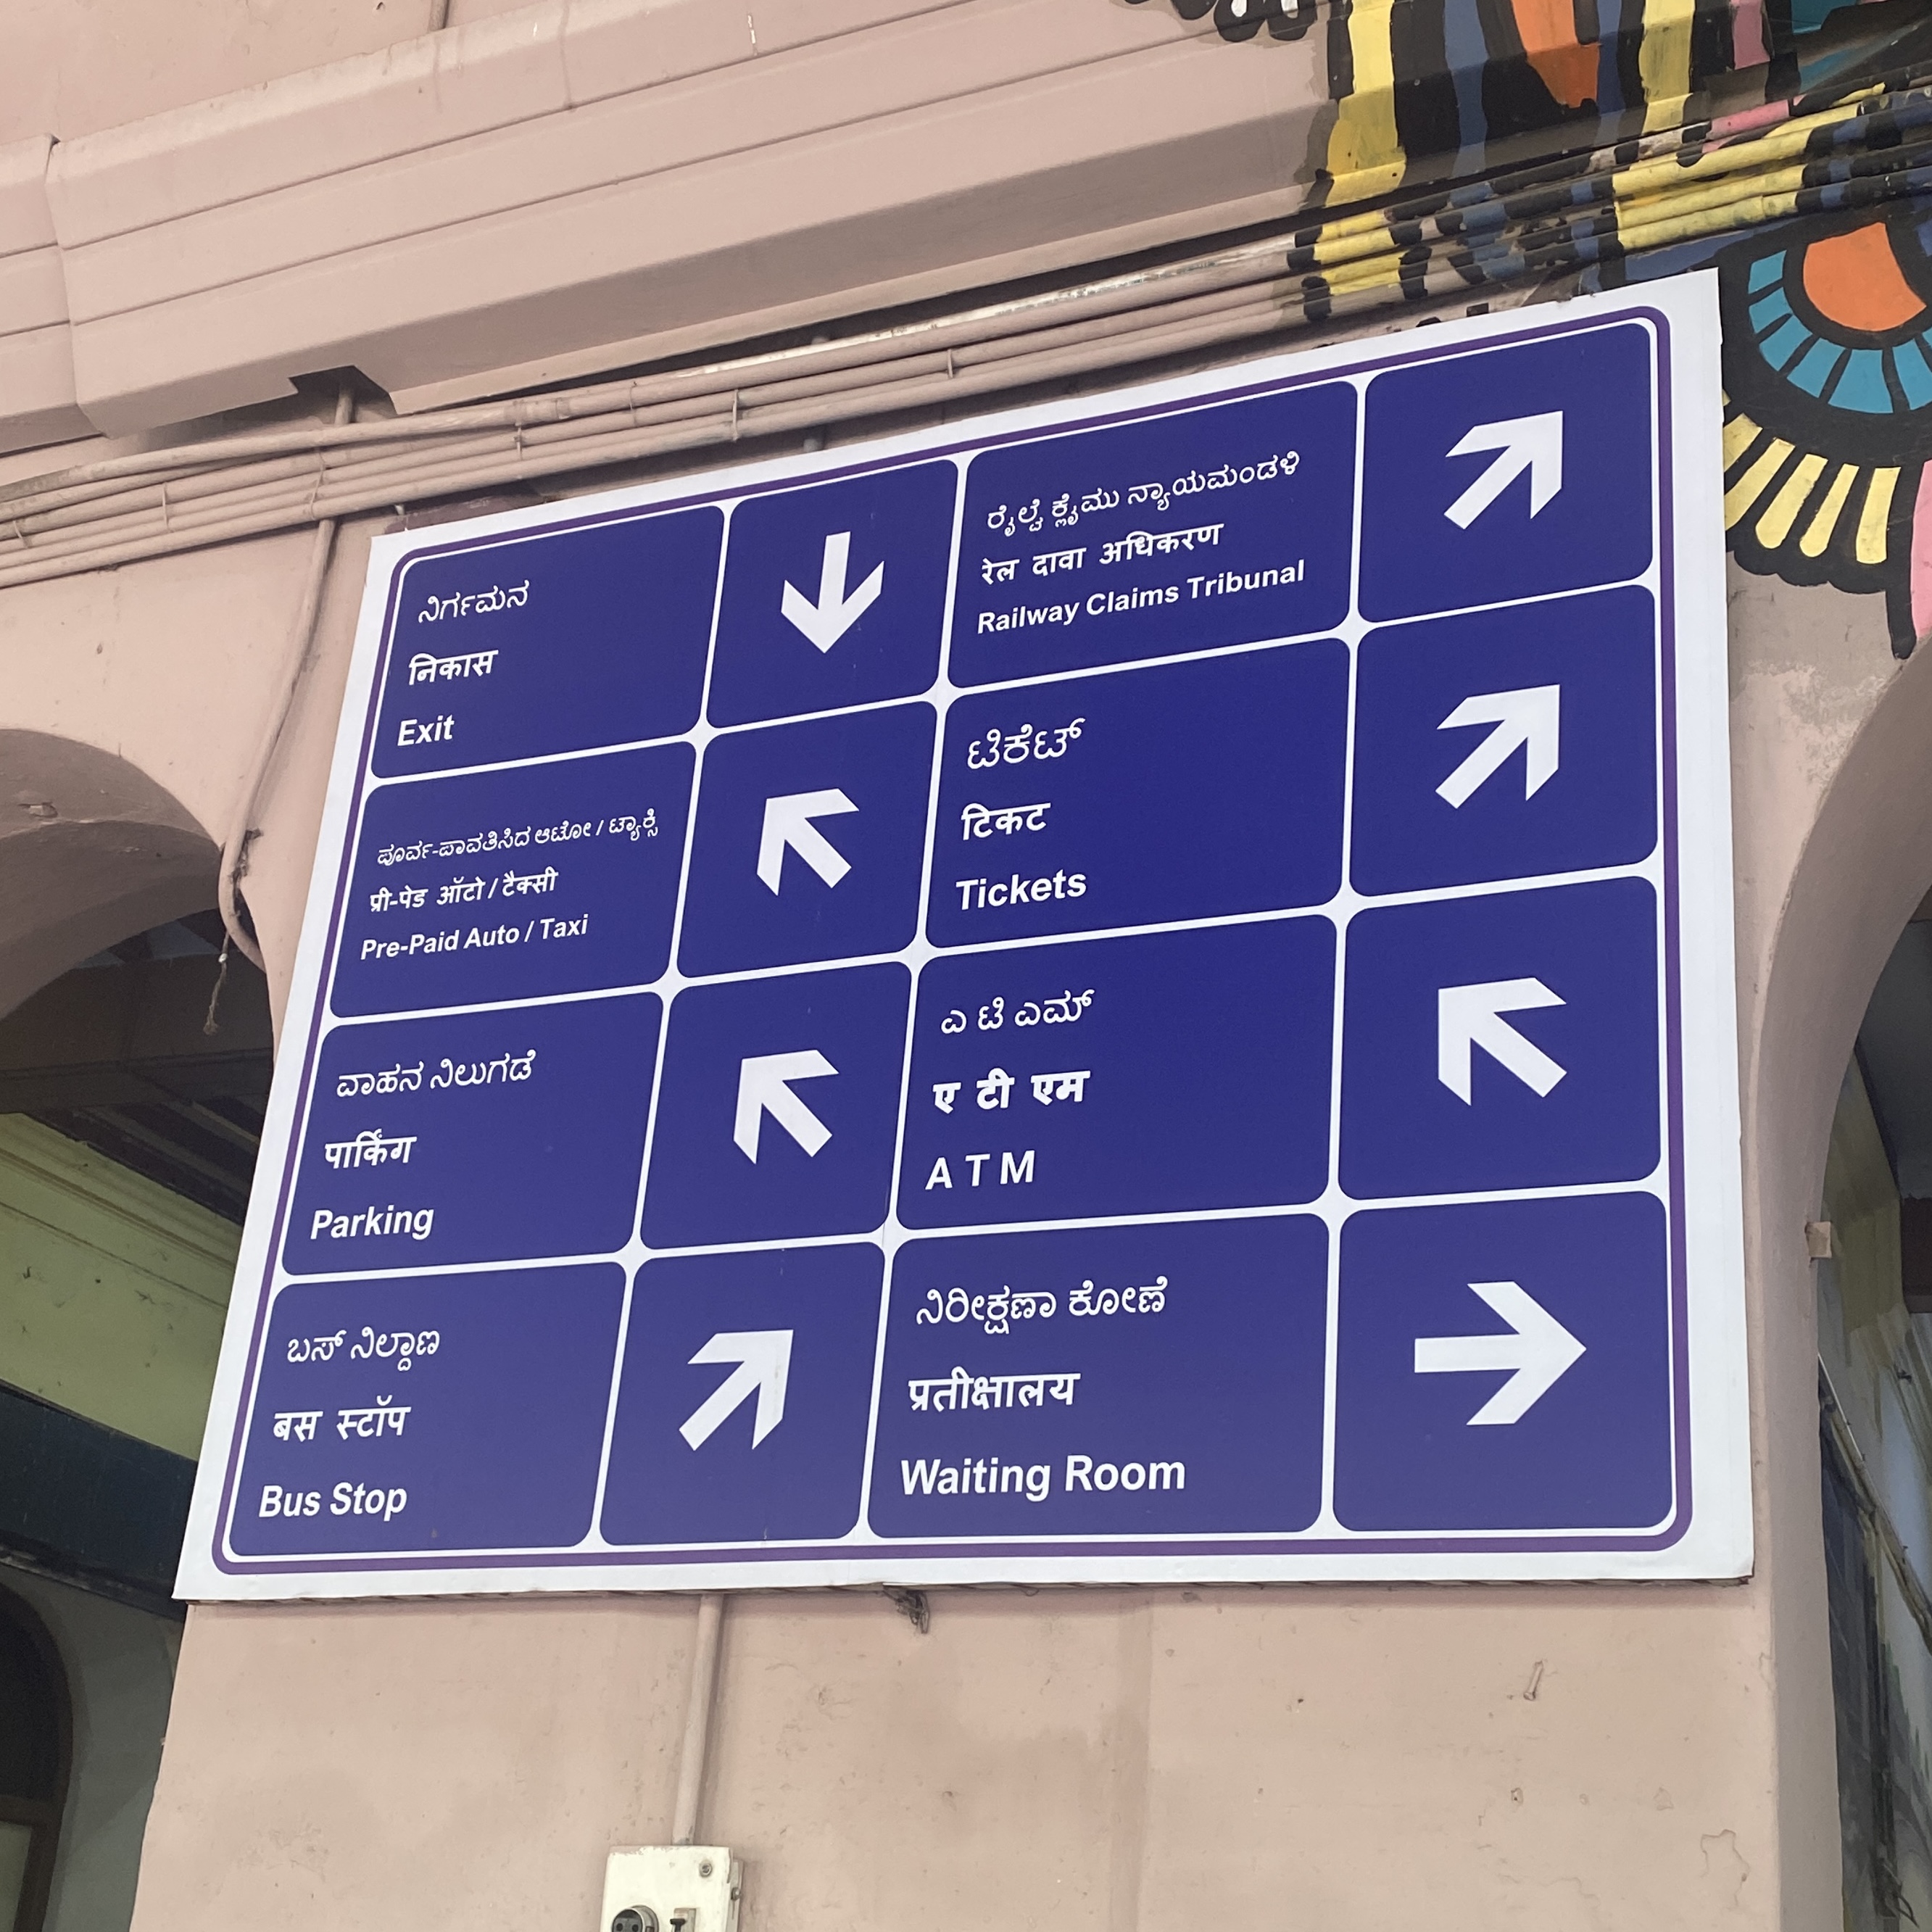 ನಿರ್ಗಮನ
निकास
Exit
ಪೂರ್ವ-ಪಾವತಿಸಿದ ಆಟೋ / ಟ್ಯಾಕ್ಸಿ
प्री-पेड ऑटो / टैक्सी
Pre-Paid Auto / Taxi
ವಾಹನ ನಿಲುಗಡೆ
पार्किंग
Parking
ಬಸ್ ನಿಲ್ದಾಣ
बस स्टॉप
Bus Stop
ರೈಲ್ವೆ ಕ್ಲೈಮು ನ್ಯಾಯಮಂಡಳಿ
रेल दावा अधिकरण
Railway Claims Tribunal
ಟಿಕೆಟ್
टिकट
Tickets
ಎ ಟಿ ಎಮ್
ए टी एम
A T M
ನಿರೀಕ್ಷಣಾ ಕೋಣೆ
प्रतीक्षालय
Waiting Room